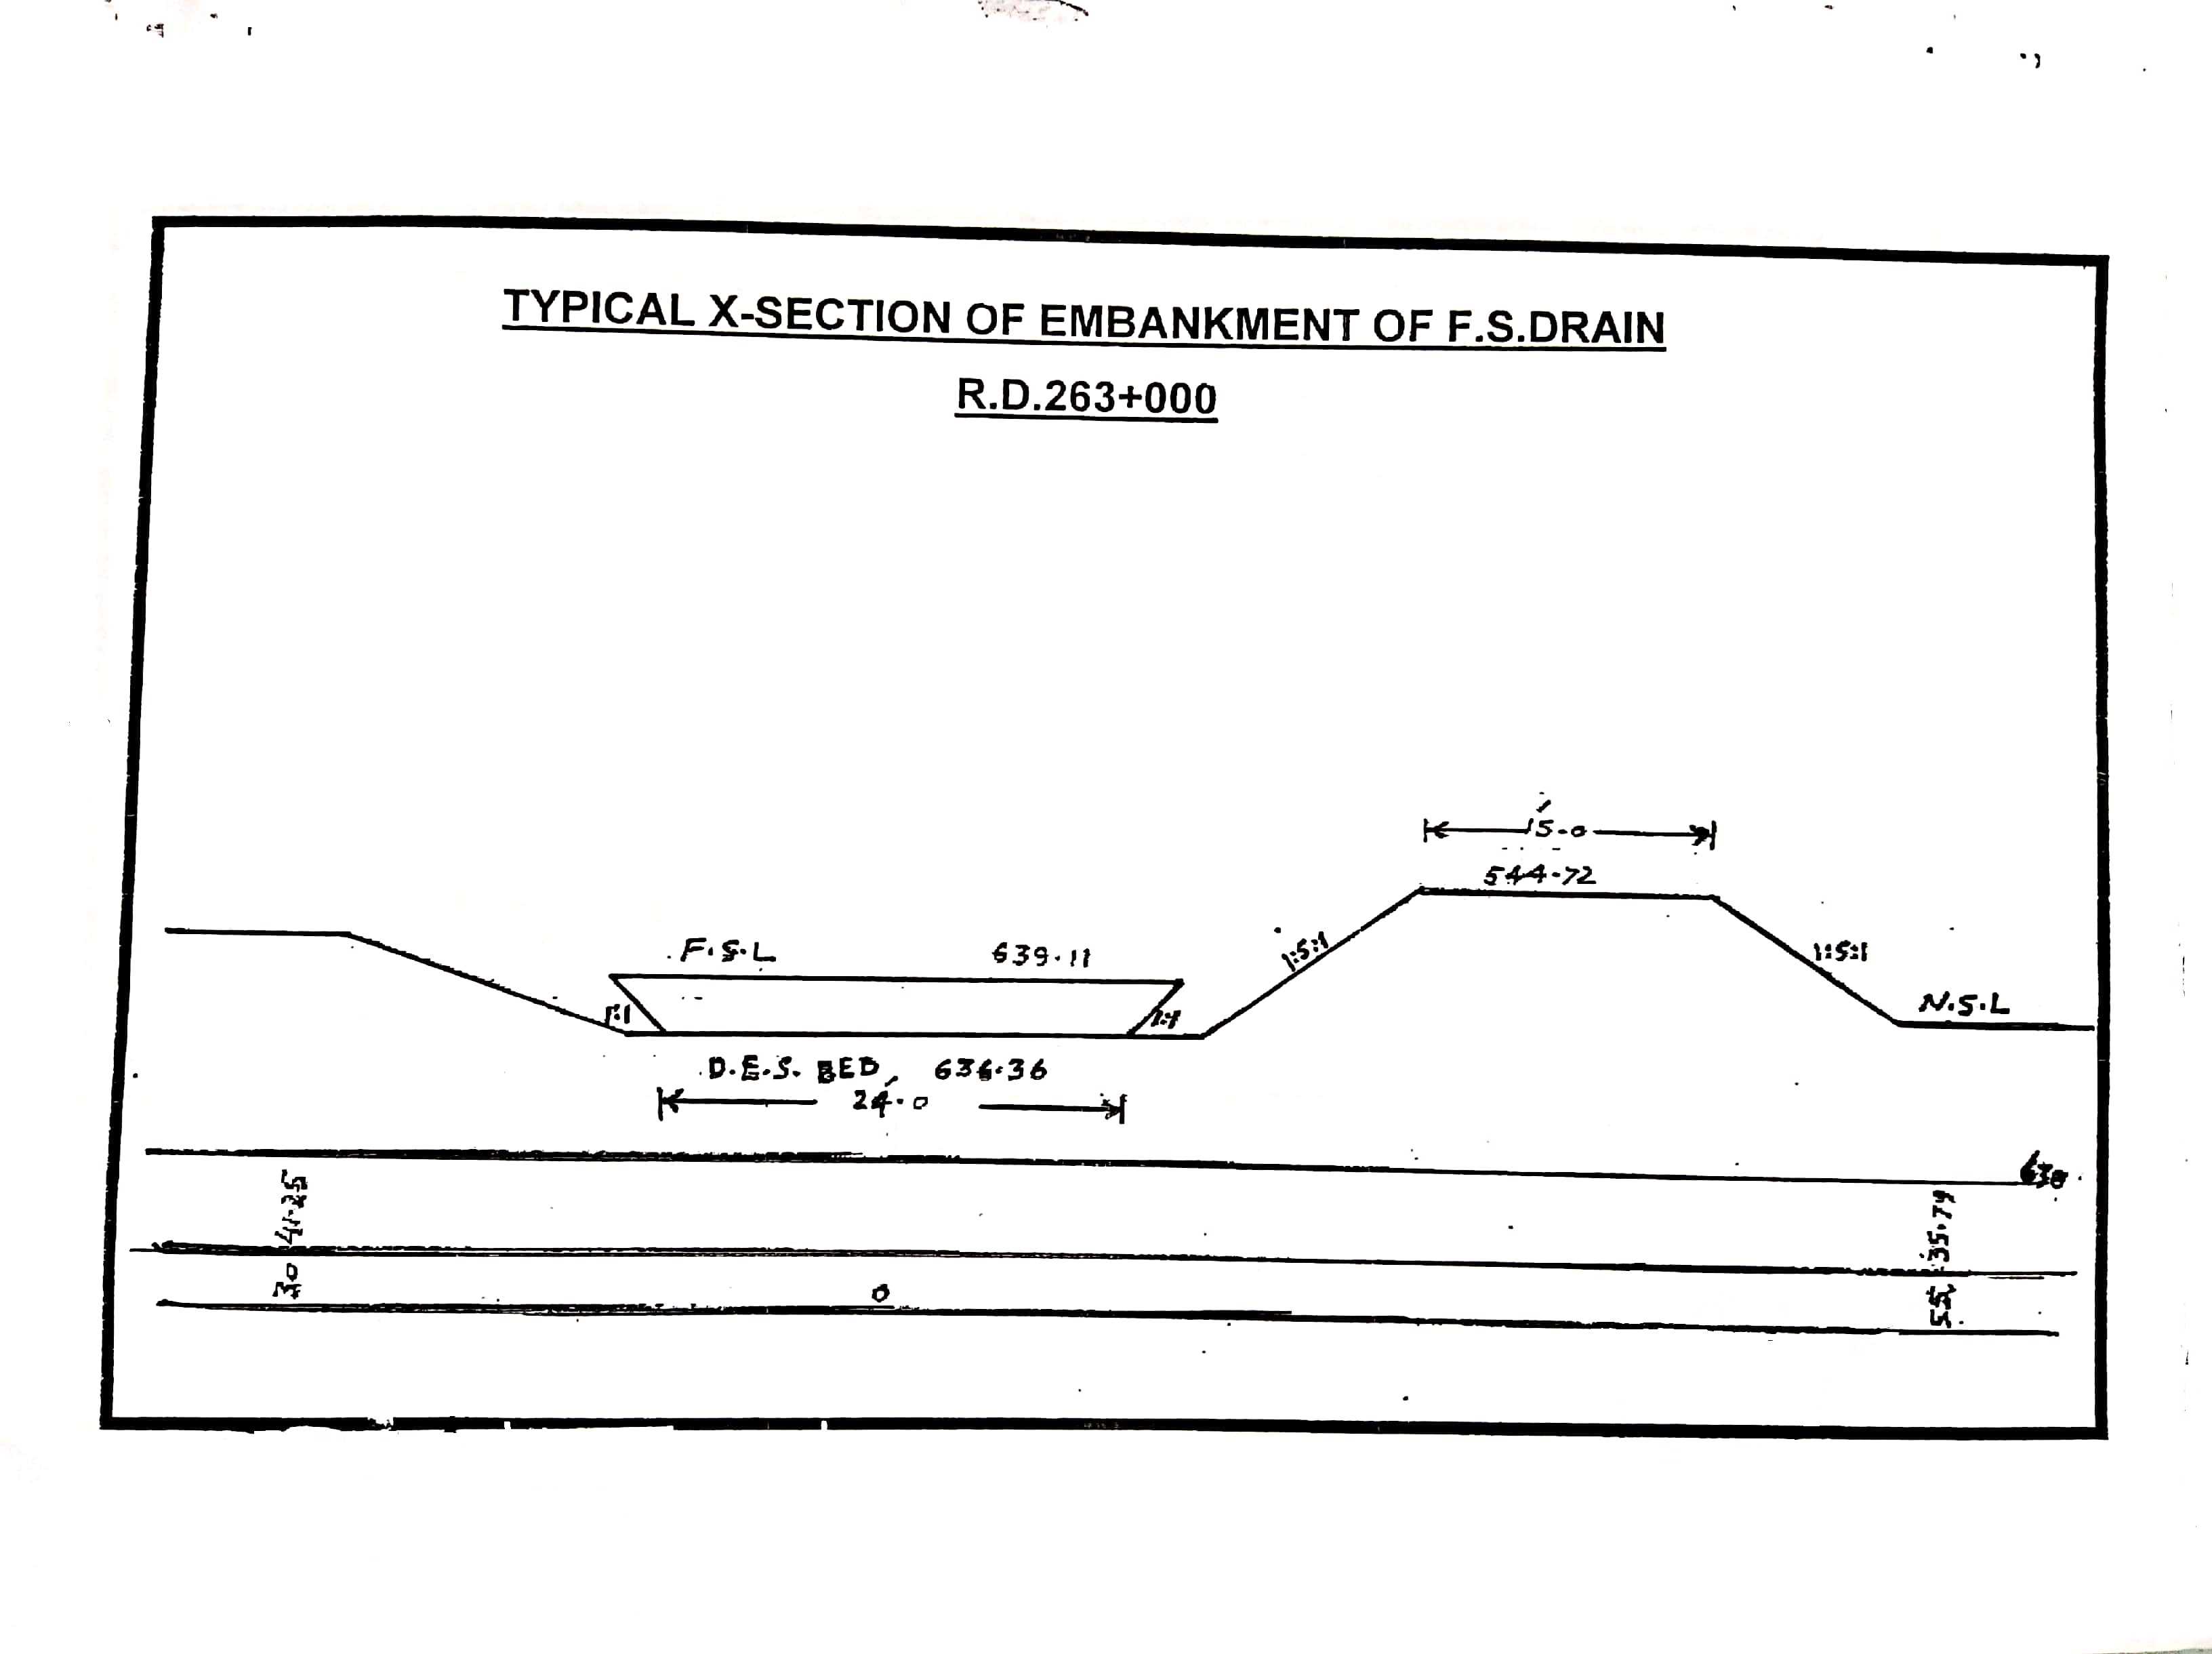 TYPICAL X-SECTION OF EMBANKMENT OF F.S.DRAIN
R.D.263+000
15'-0
544.72
F.S.L 639.11
1:5:1
1:5:1
N.S.L
1:1
1:1
D.E.S. BED 636.36
24'-0
638
41.25
35.79
30
0
55